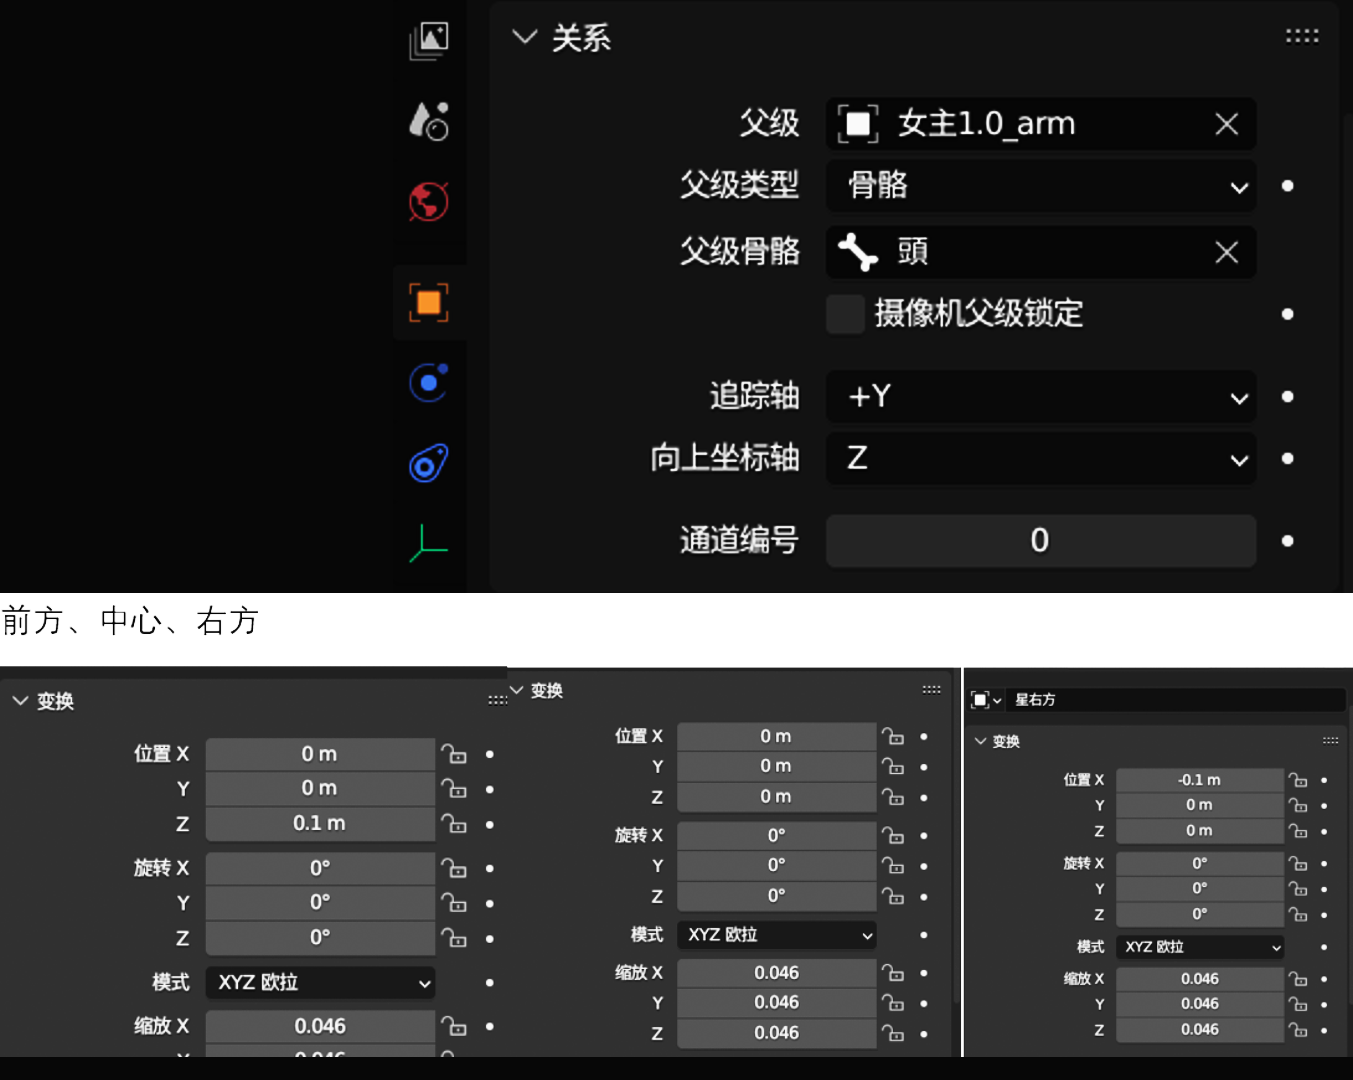 关系
父级 女主1.0_arm
父级类型 骨骼
父级骨骼 頭
摄像机父级锁定
追踪轴 +Y
向上坐标轴 Z
通道编号 0
前方、中心、右方
变换
位置 X 0 m
Y 0 m
Z 0.1 m
旋转 X 0°
Y 0°
Z 0°
模式 XYZ 欧拉
缩放 X 0.046
变换
位置 X 0 m
Y 0 m
Z 0 m
旋转 X 0°
Y 0°
Z 0°
模式 XYZ 欧拉
缩放 X 0.046
Y 0.046
Z 0.046
星右方
变换
位置 X -0.1 m
Y 0 m
Z 0 m
旋转 X 0°
Y 0°
Z 0°
模式 XYZ 欧拉
缩放 X 0.046
Y 0.046
Z 0.046